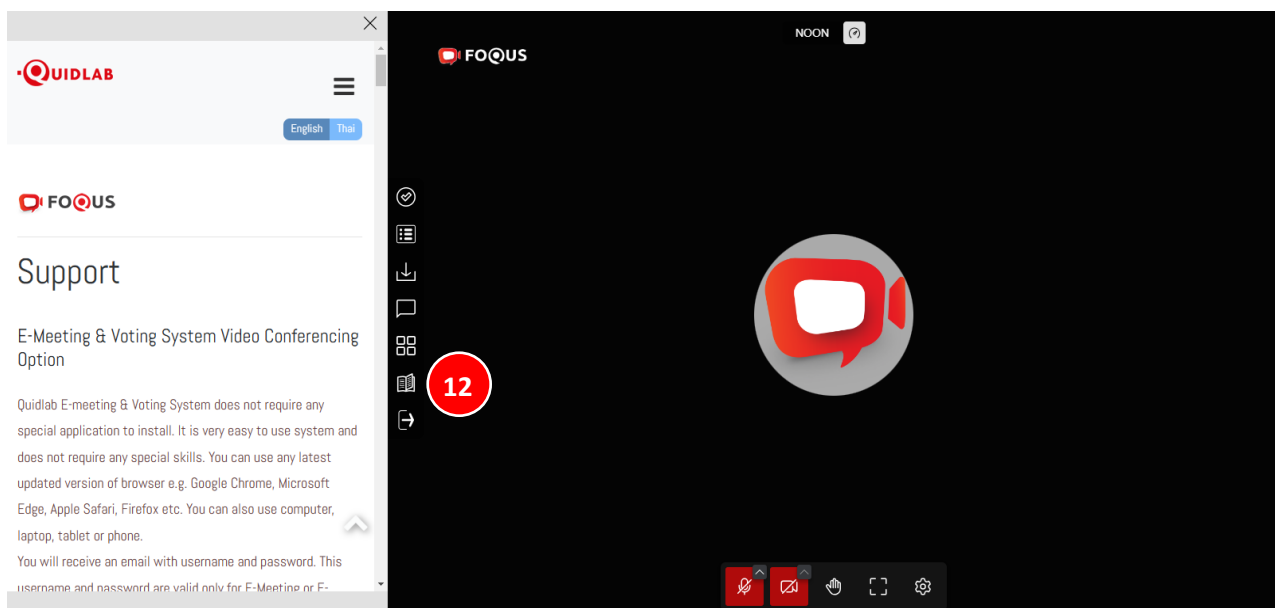 QUIDLAB
English Thai
FOQUS
Support
E-Meeting & Voting System Video Conferencing
Option
Quidlab E-meeting & Voting System does not require any
special application to install. It is very easy to use system and
does not require any special skills. You can use any latest
updated version of browser e.g. Google Chrome, Microsoft
Edge, Apple Safari, Firefox etc. You can also use computer,
laptop, tablet or phone.
You will receive an email with username and password. This
username and password are valid only for E-Meeting or E-
NOON
FOQUS
12